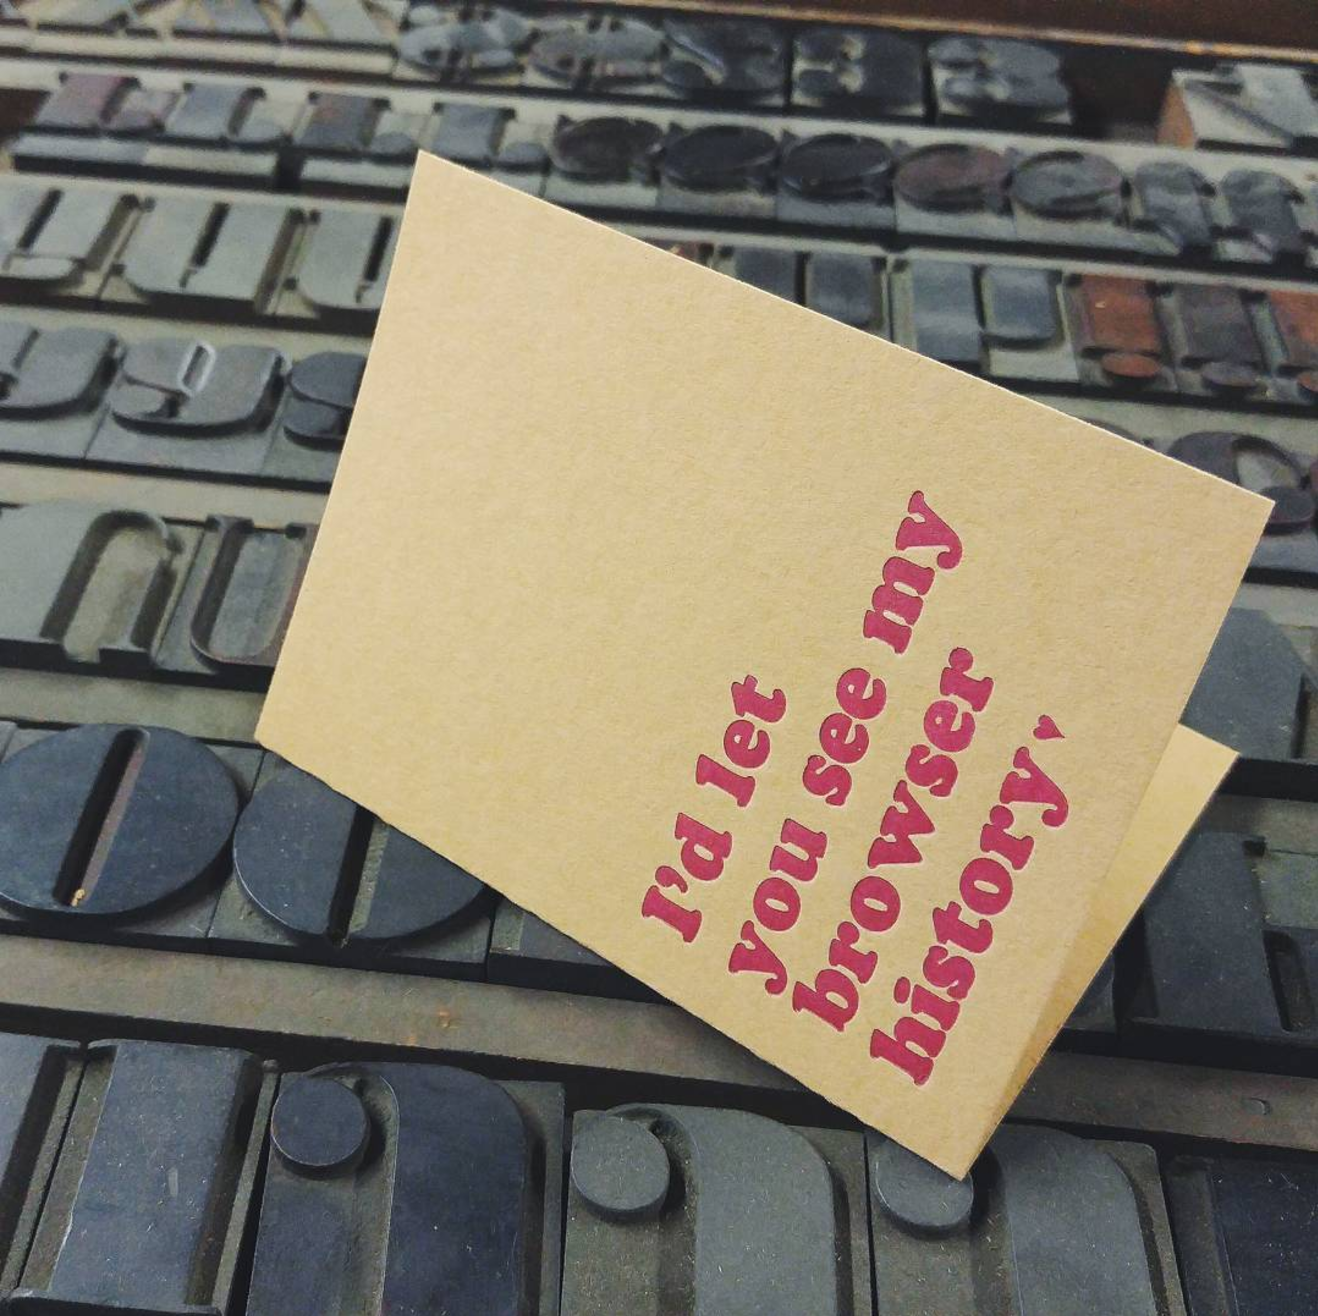 I'd let
you see my
browser
history.